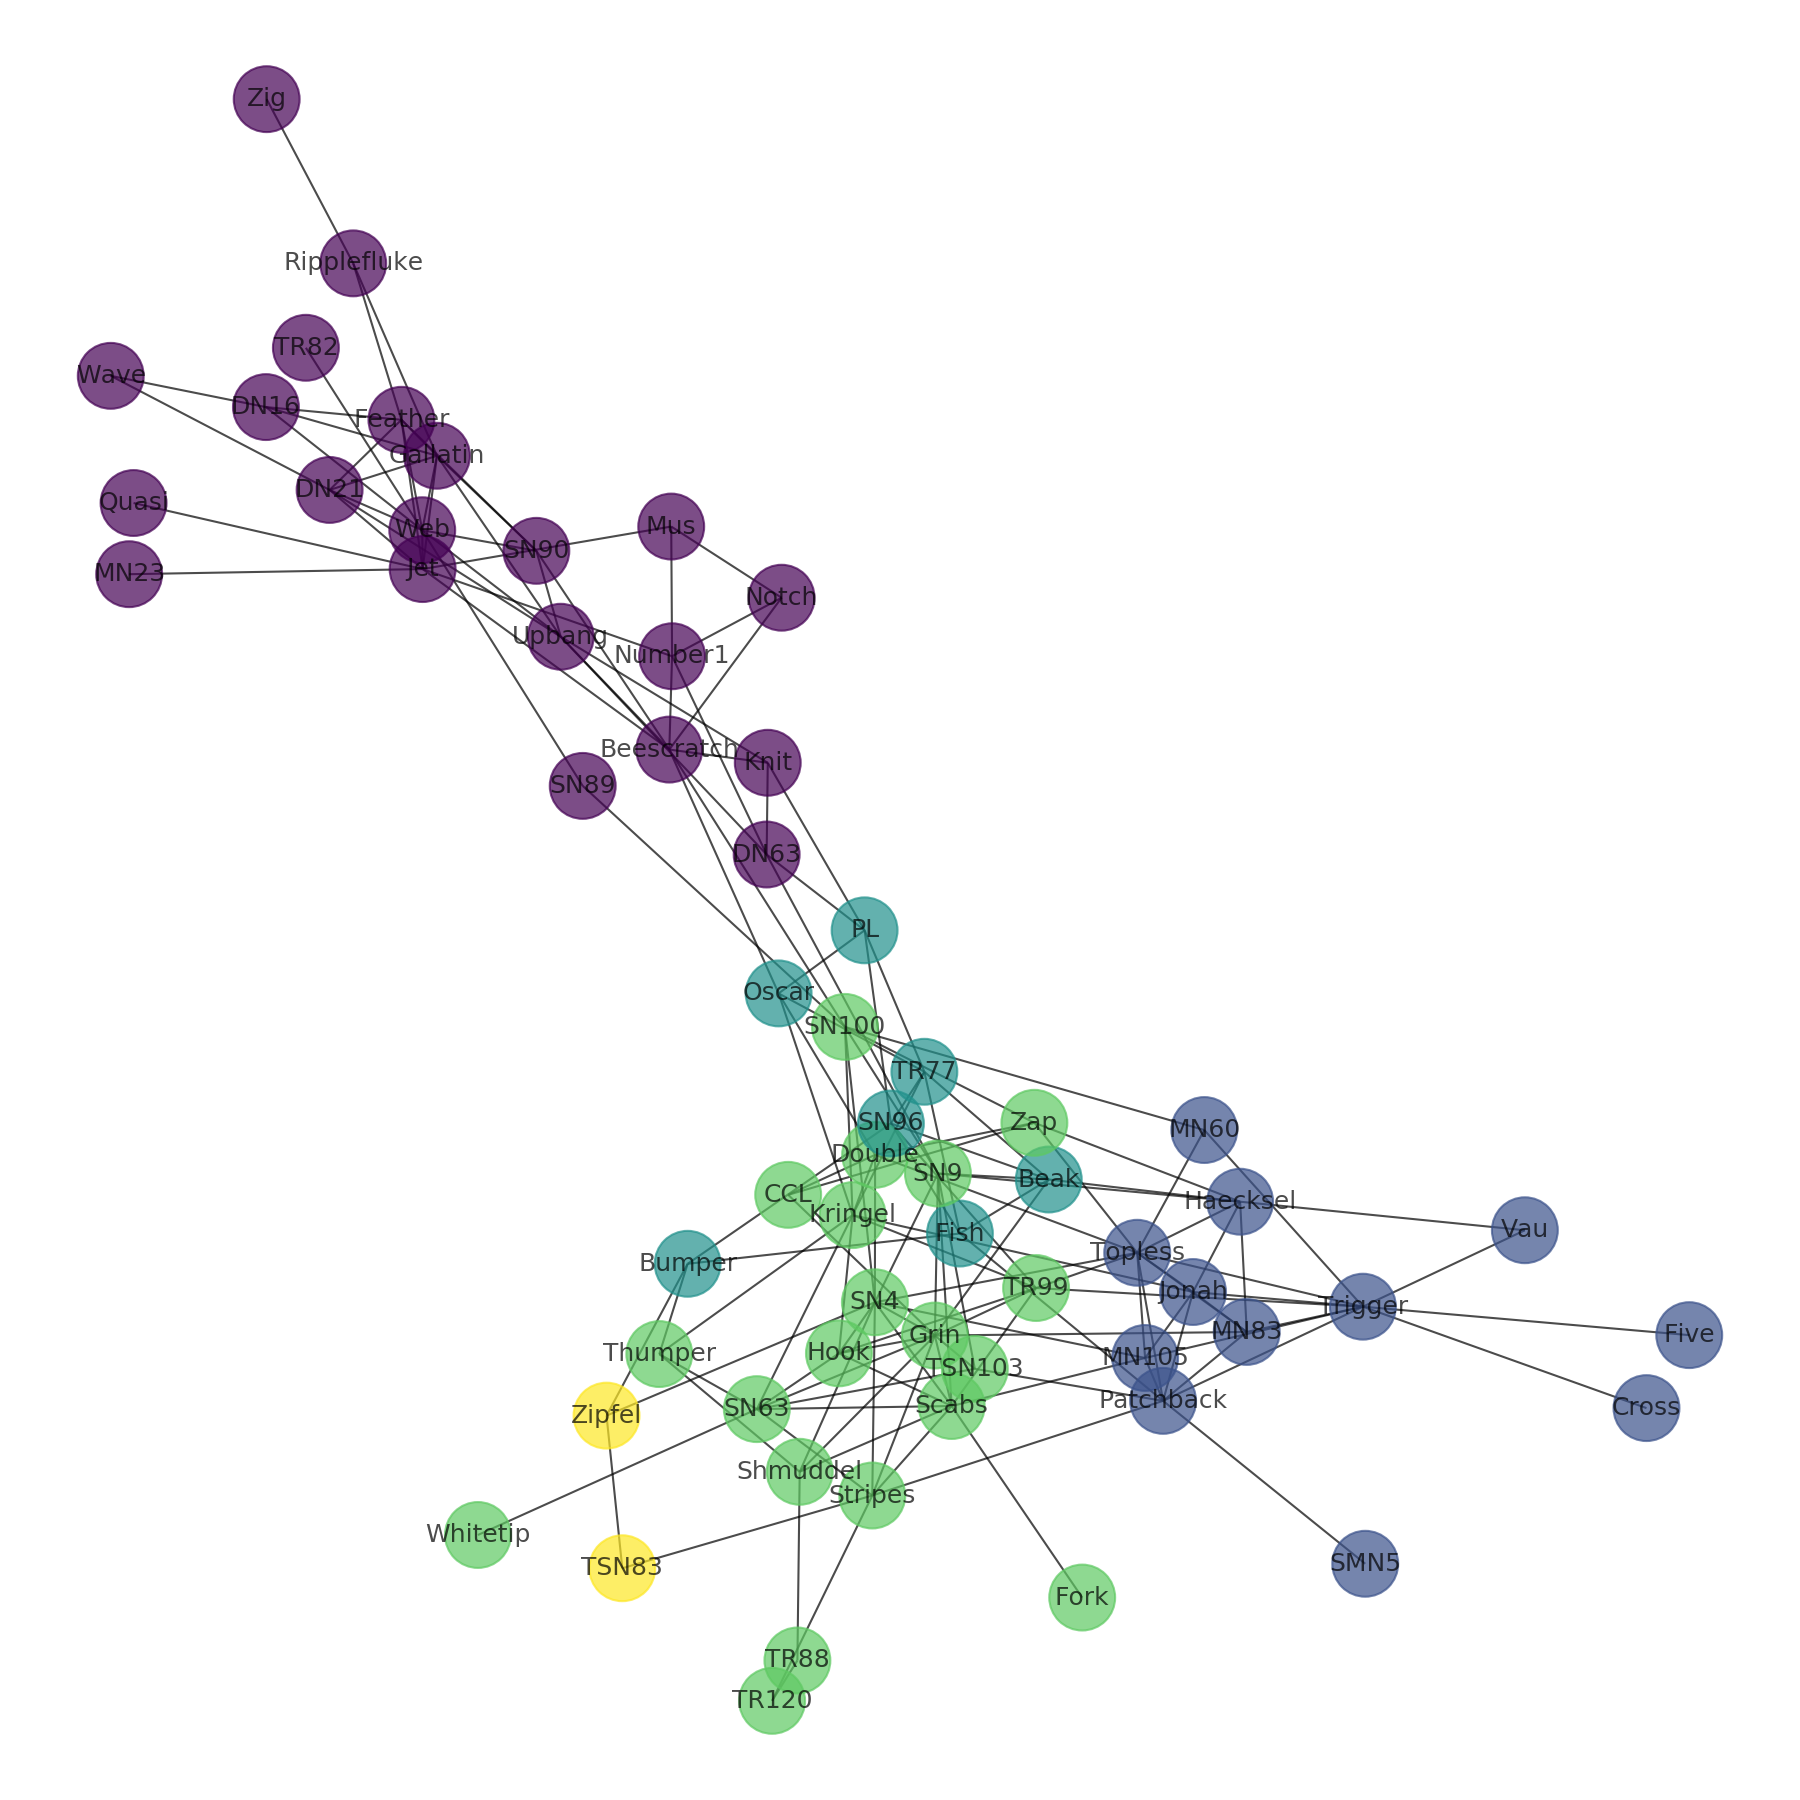 Zig
Ripplefluke
TR82
Wave
DN16
Feather
Gallatin
DN21
Quasi
Web
Mus
SN90
Jet
MN23
Notch
Upbang
Number1
Beescratch
Knit
SN89
DN63
PL
Oscar
SN100
TR77
SN96
Zap
MN60
Double
SN9
Beak
CCL
Haecksel
Kringel
Vau
Fish
Topless
Bumper
TR99
Jonah
SN4
Trigger
MN83
Grin
Five
Hook
Thumper
MN105
TSN103
Patchback
Scabs
Cross
SN63
Zipfel
Shmuddel
Stripes
Whitetip
SMN5
TSN83
Fork
TR88
TR120